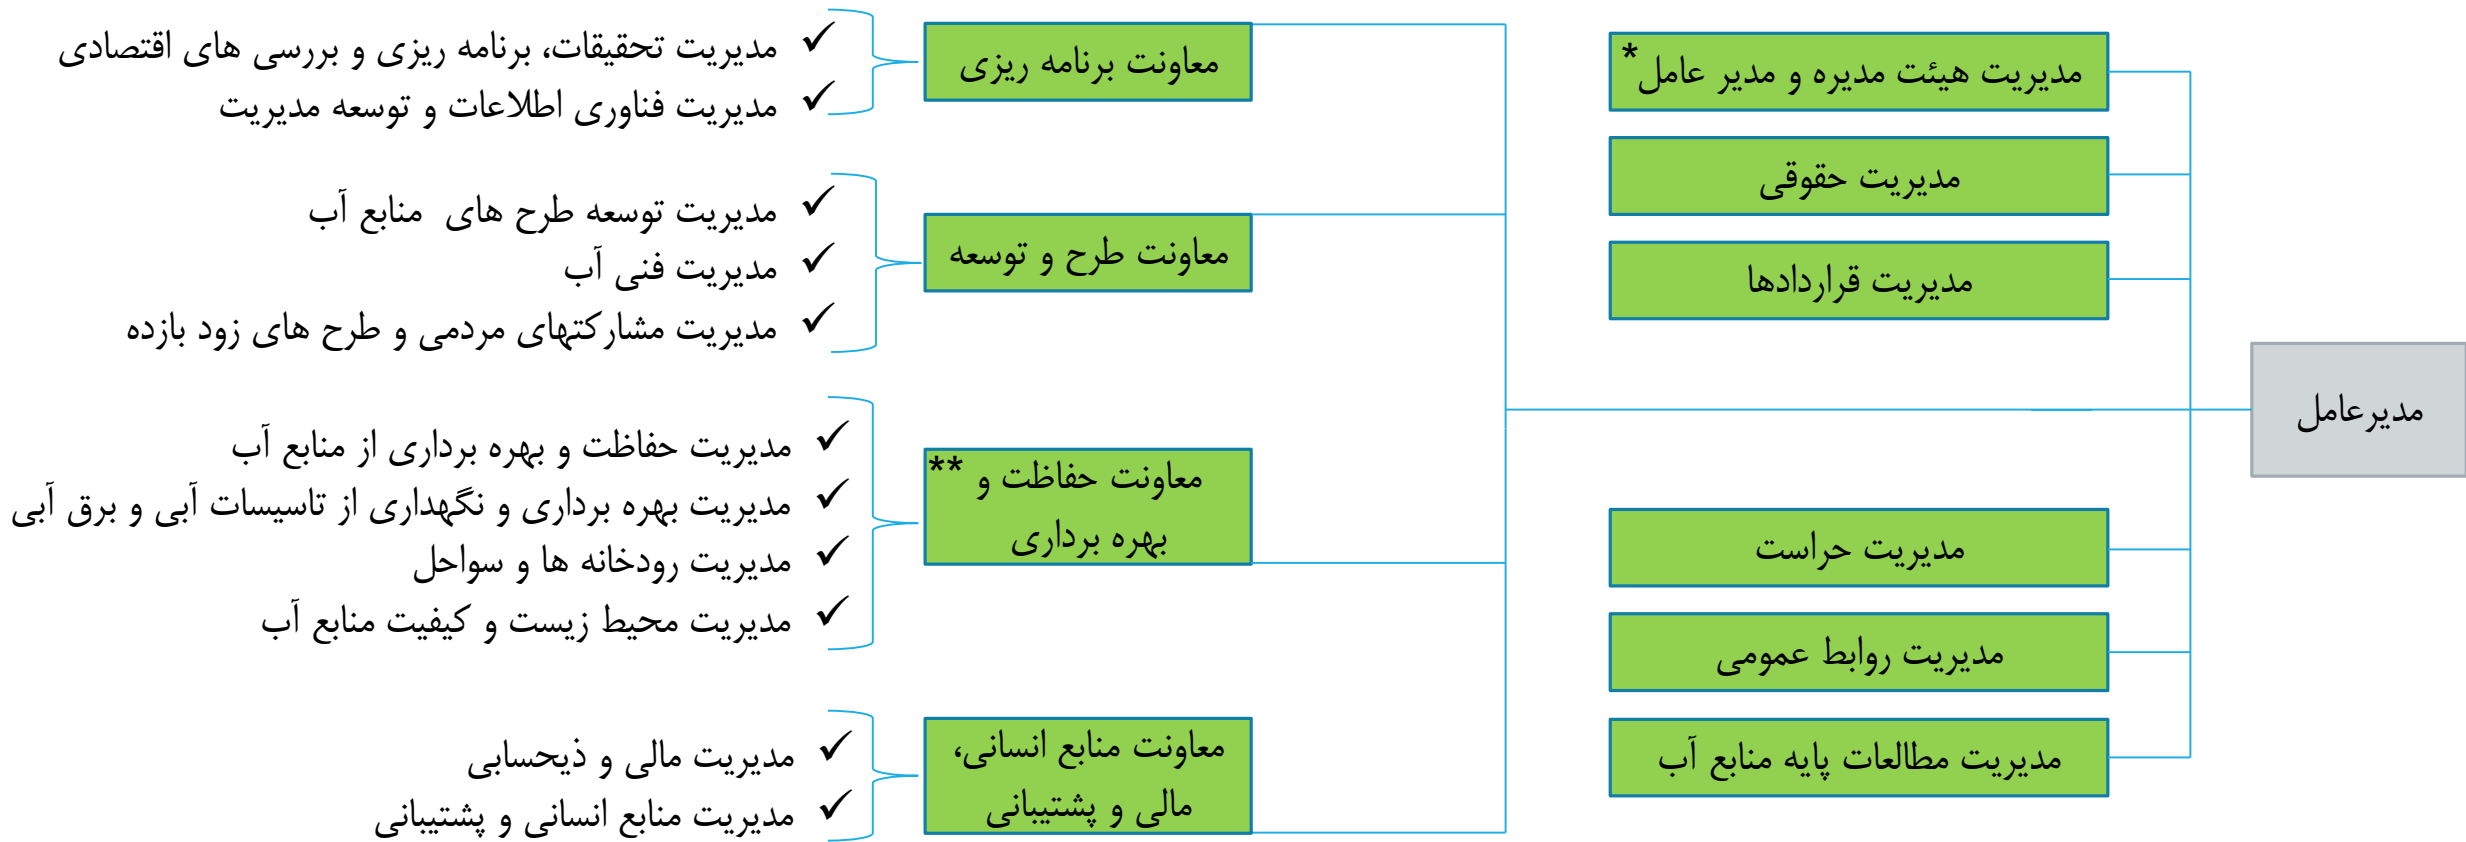 مدیرعامل
مدیریت هیئت مدیره و مدیر عامل*
مدیریت حقوقی
مدیریت قراردادها
مدیریت حراست
مدیریت روابط عمومی
مدیریت مطالعات پایه منابع آب
معاونت برنامه ریزی
✓ مدیریت تحقیقات، برنامه ریزی و بررسی های اقتصادی
✓ مدیریت فناوری اطلاعات و توسعه مدیریت
معاونت طرح و توسعه
✓ مدیریت توسعه طرح های منابع آب
✓ مدیریت فنی آب
✓ مدیریت مشارکتهای مردمی و طرح های زود بازده
معاونت حفاظت و **
بهره برداری
✓ مدیریت حفاظت و بهره برداری از منابع آب
✓ مدیریت بهره برداری و نگهداری از تاسیسات آبی و برق آبی
✓ مدیریت رودخانه ها و سواحل
✓ مدیریت محیط زیست و کیفیت منابع آب
معاونت منابع انسانی،
مالی و پشتیبانی
✓ مدیریت مالی و ذیحسابی
✓ مدیریت منابع انسانی و پشتیبانی